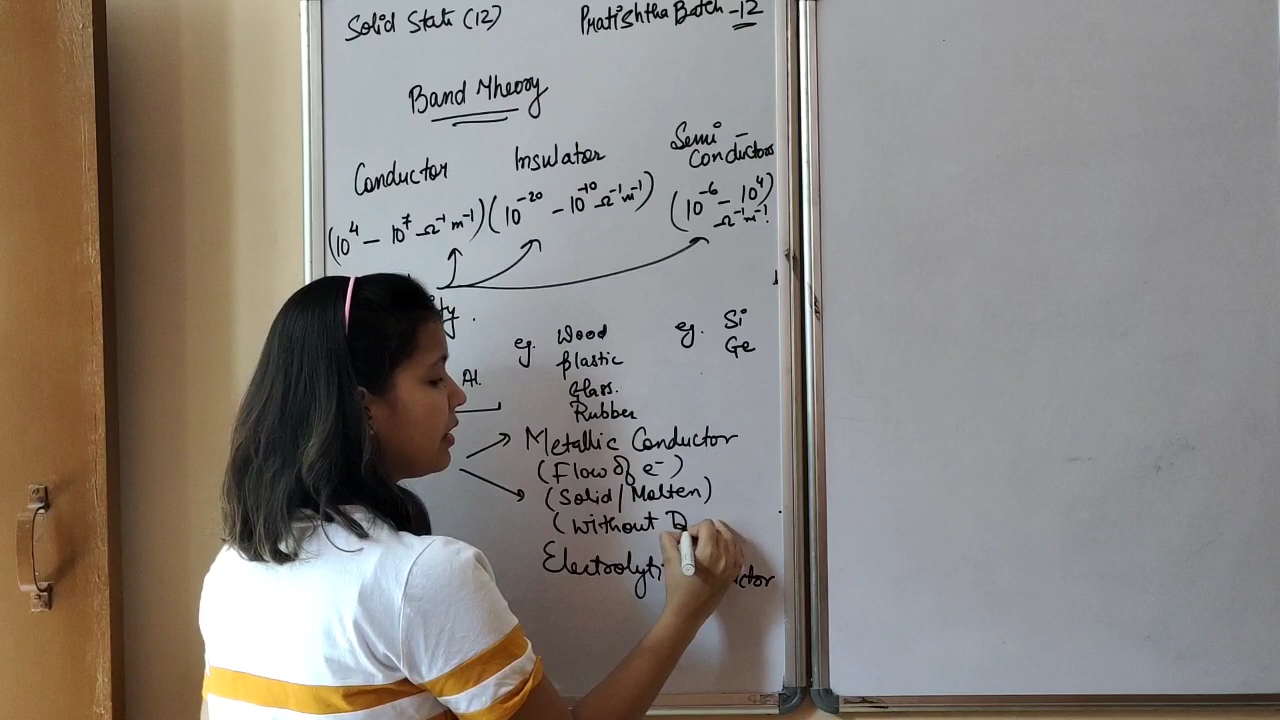 Solid State (12)
Pratishtha Batch - 12
Band Theory
Conductor
Insulator
Semi -
Conductors
(10⁴ - 10⁷ Ω⁻¹ m⁻¹)
(10⁻²⁰ - 10⁻¹⁰ Ω⁻¹ m⁻¹)
(10⁻⁶ - 10⁴)
Ω⁻¹ m⁻¹
eg. Wood
Plastic
Glass.
Rubber
eg. Si
Ge
Al.
Metallic Conductor
(Flow of e⁻)
(Solid / Molten)
(Without D